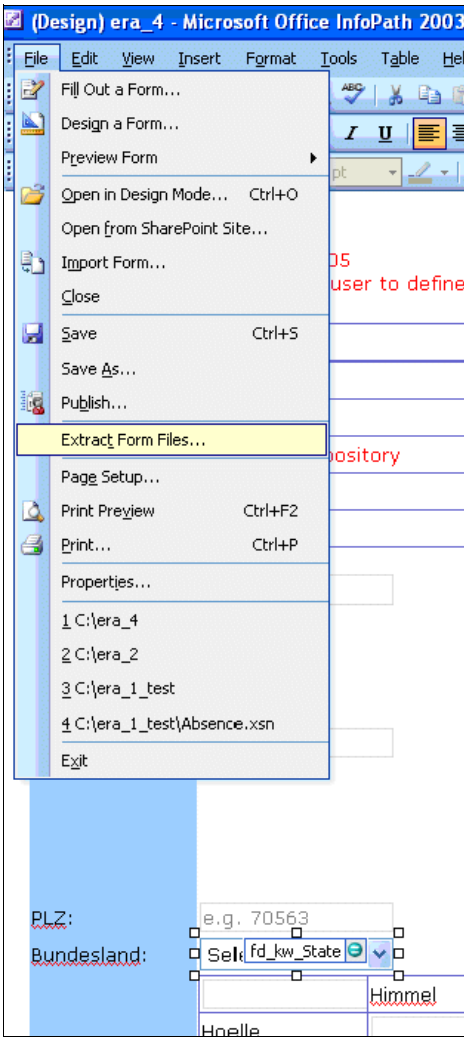 (Design) era_4 - Microsoft Office InfoPath 2003
File Edit View Insert Format Tools Table Hel
Fill Out a Form...
ABC
Design a Form...
I U
Preview Form
pt
Open in Design Mode... Ctrl+O
Open from SharePoint Site...
Import Form...
05
user to define
Close
Save Ctrl+S
Save As...
Publish...
Extract Form Files...
pository
Page Setup...
Print Preview Ctrl+F2
Print... Ctrl+P
Properties...
1 C:\era_4
2 C:\era_2
3 C:\era_1_test
4 C:\era_1_test\Absence.xsn
Exit
PLZ: e.g. 70563
Bundesland: Sele fd_kw_State
Himmel
Hoelle